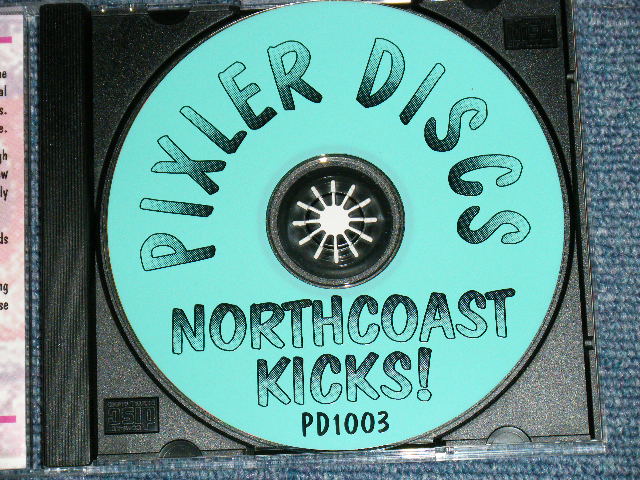 PIXLER DISCS
NORTHCOAST
KICKS!
PD1003